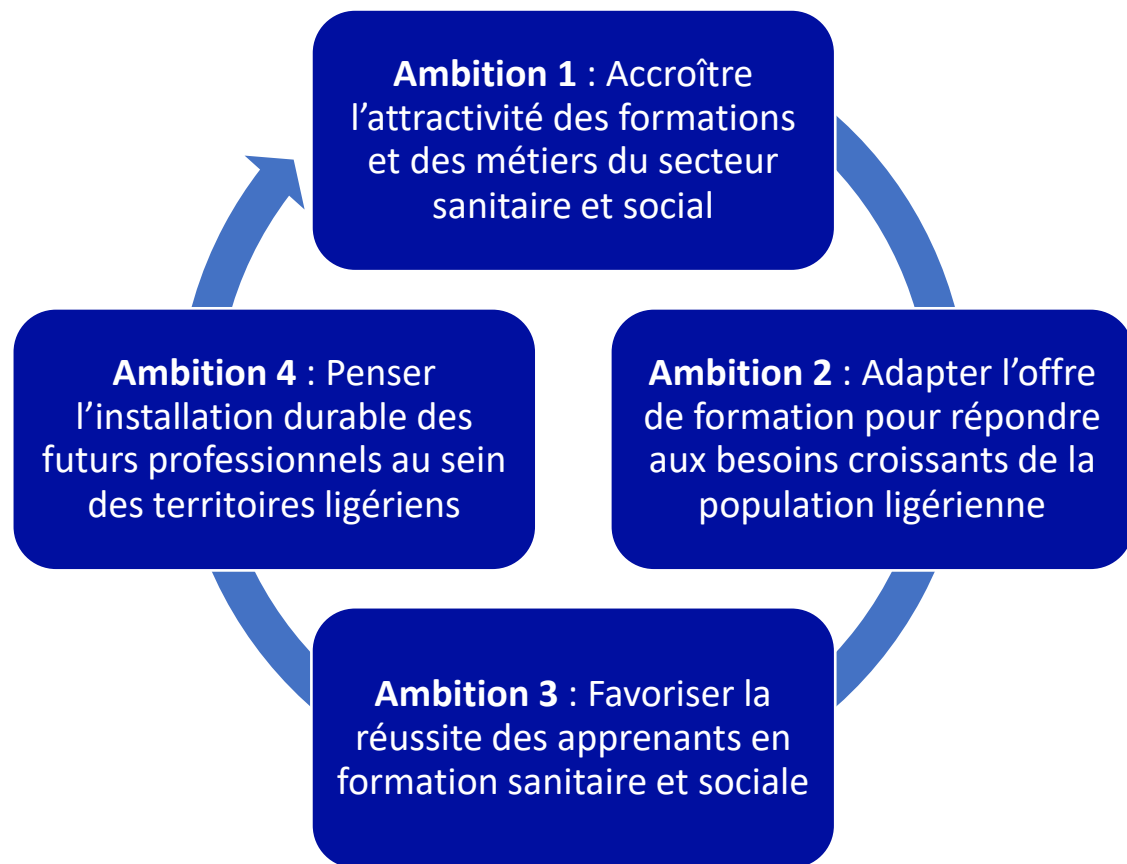 Ambition 1 : Accroître
l’attractivité des formations
et des métiers du secteur
sanitaire et social
Ambition 2 : Adapter l’offre
de formation pour répondre
aux besoins croissants de la
population ligérienne
Ambition 3 : Favoriser la
réussite des apprenants en
formation sanitaire et sociale
Ambition 4 : Penser
l’installation durable des
futurs professionnels au sein
des territoires ligériens